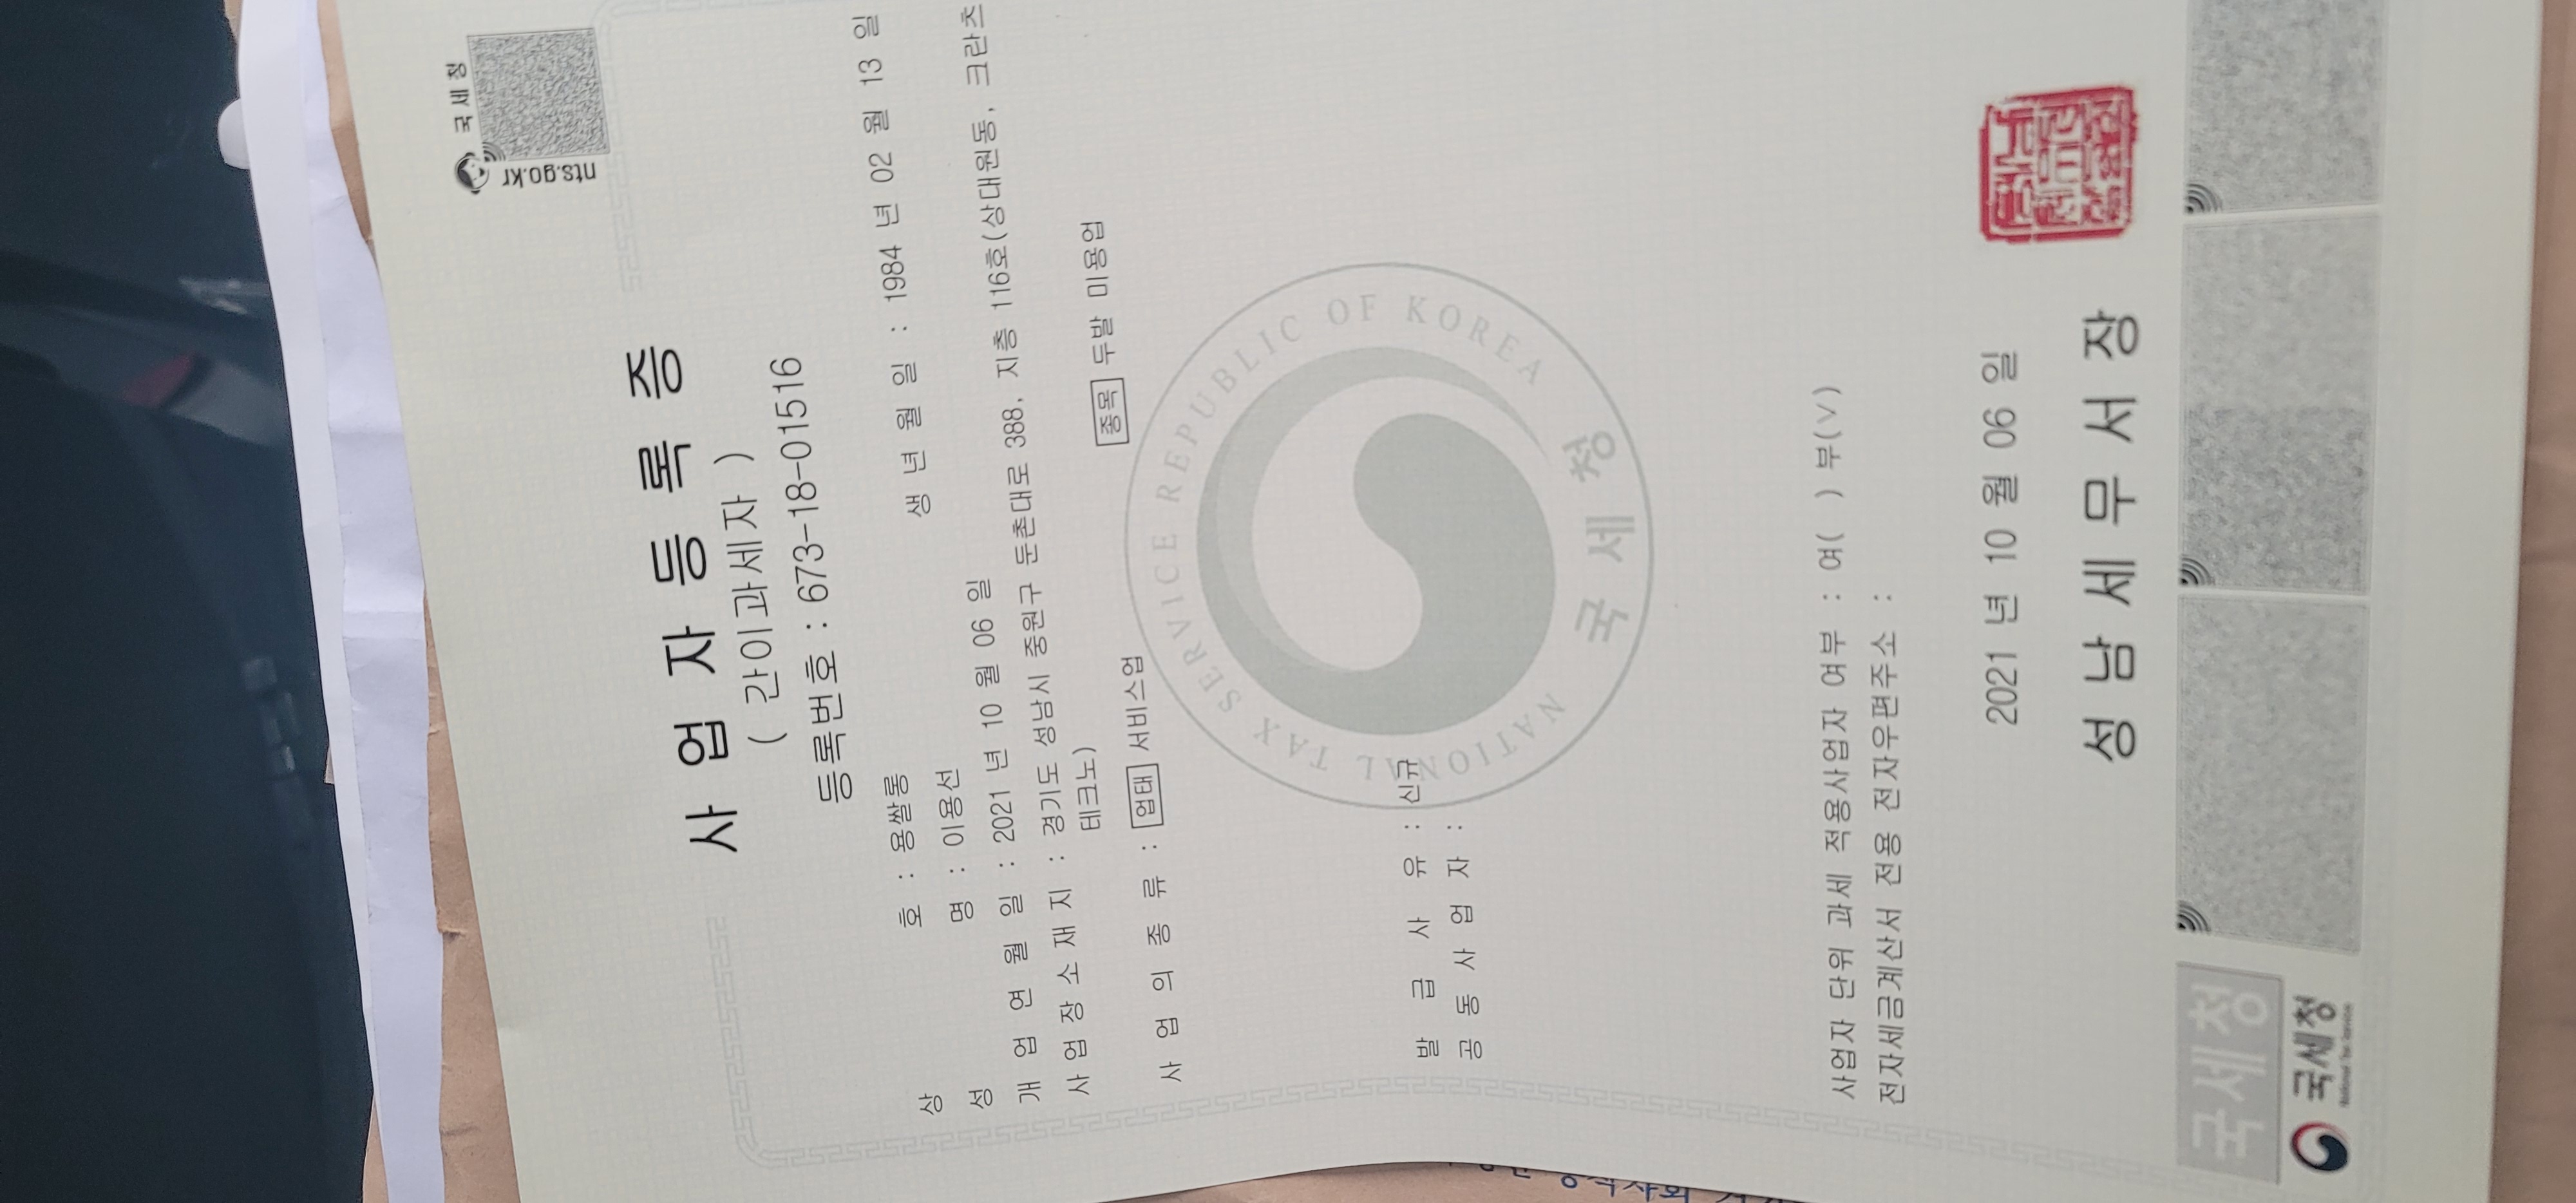 국세청
nts.go.kr
사업자등록증
( 간이과세자 )
등록번호 : 673-18-01516
상 호 : 용쌀롱
성 명 : 이용선 생 년 월 일 : 1984 년 02 월 13 일
개 업 연 월 일 : 2021 년 10 월 06 일
사 업 장 소 재 지 : 경기도 성남시 중원구 둔촌대로 388, 지층 116호(상대원동, 크란츠
테크노)
사 업 의 종 류 : 업태 서비스업 종목 두발 미용업
NATIONAL TAX SERVICE REPUBLIC OF KOREA
국세청
발 급 사 유 : 신규
공 동 사 업 자 :
사업자 단위 과세 적용사업자 여부 : 여( ) 부(∨)
전자세금계산서 전용 전자우편주소 :
2021 년 10 월 06 일
성 남 세 무 서 장
국세청
국세청
National Tax Service